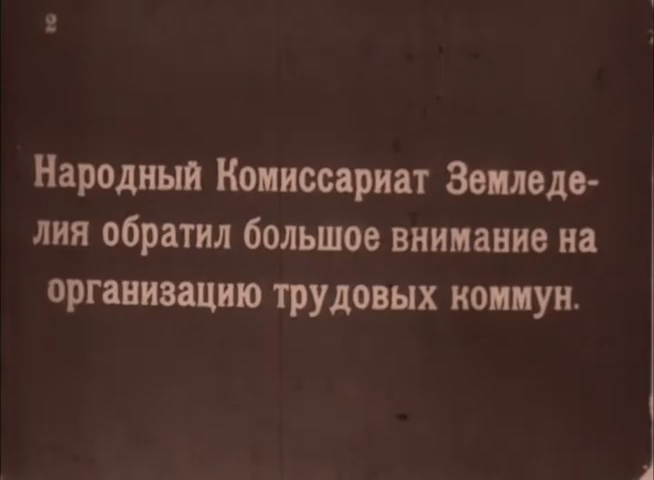 2
Народный Комиссариат Земледе-
лия обратил большое внимание на
организацию трудовых коммун.